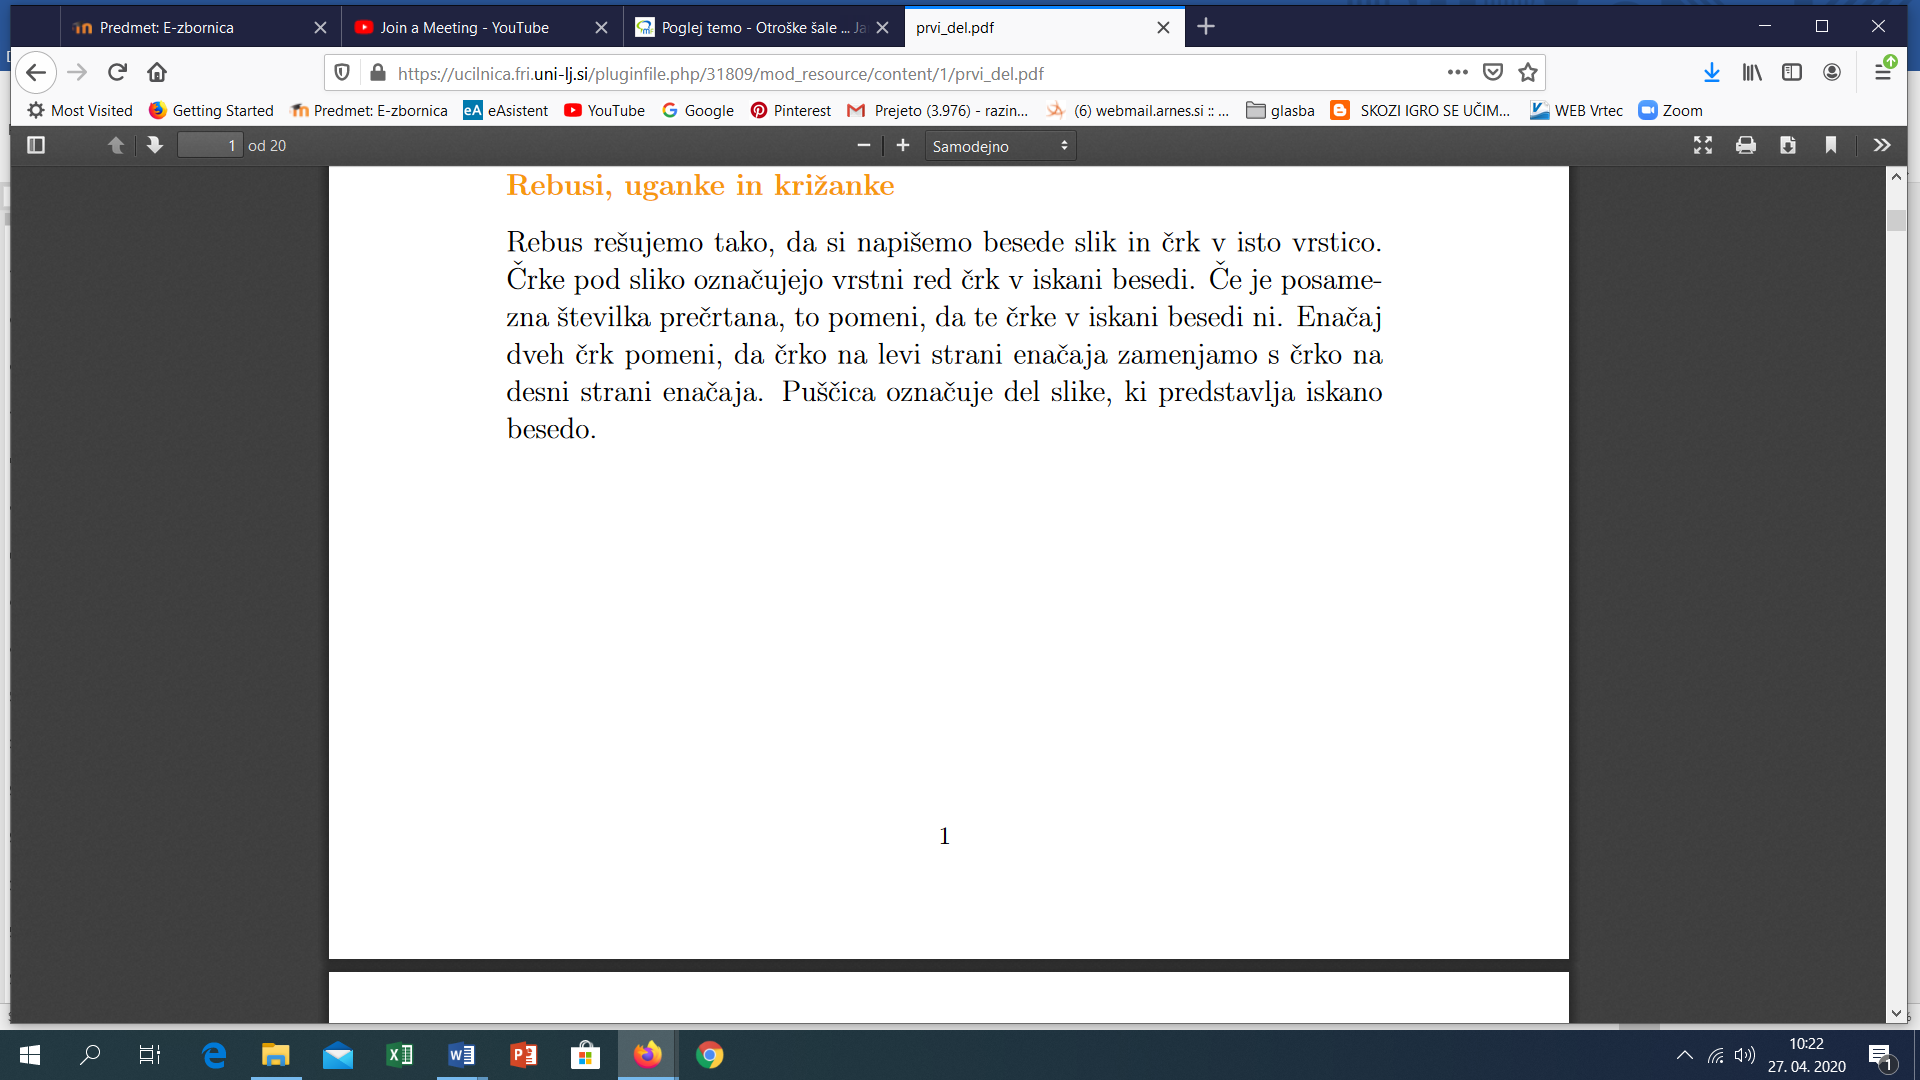 Predmet: E-zbornica
Join a Meeting - YouTube
Poglej temo - Otroške šale ... Ja
prvi_del.pdf
https://ucilnica.fri.uni-lj.si/pluginfile.php/31809/mod_resource/content/1/prvi_del.pdf
Most Visited
Getting Started
Predmet: E-zbornica
eA eAsistent
YouTube
Google
Pinterest
Prejeto (3.976) - razin...
(6) webmail.arnes.si :: ...
glasba
SKOZI IGRO SE UČIM...
WEB Vrtec
Zoom
1 od 20
Samodejno
Rebusi, uganke in križanke
Rebus rešujemo tako, da si napišemo besede slik in črk v isto vrstico.
Črke pod sliko označujejo vrstni red črk v iskani besedi. Če je posame-
zna številka prečrtana, to pomeni, da te črke v iskani besedi ni. Enačaj
dveh črk pomeni, da črko na levi strani enačaja zamenjamo s črko na
desni strani enačaja. Puščica označuje del slike, ki predstavlja iskano
besedo.
1
10:22
27. 04. 2020
1